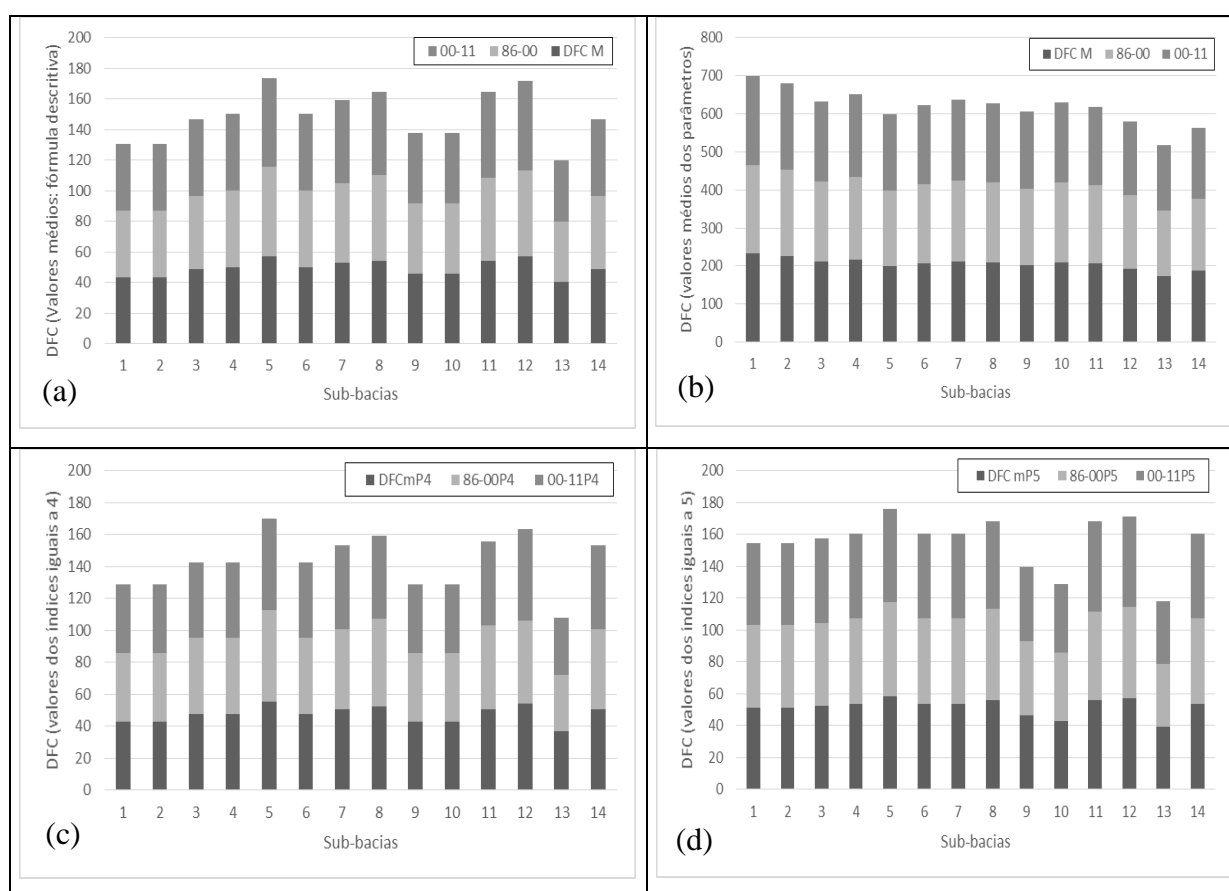 DFC (Valores médios: fórmula descritiva)
200
180
160
140
120
100
80
60
40
20
0
00-11 86-00 DFC M
1 2 3 4 5 6 7 8 9 10 11 12 13 14
Sub-bacias
(a)
DFC (valores médios dos parâmetros)
800
700
600
500
400
300
200
100
0
DFC M 86-00 00-11
1 2 3 4 5 6 7 8 9 10 11 12 13 14
Sub-bacias
(b)
DFC (valores dos índices iguais a 4)
200
180
160
140
120
100
80
60
40
20
0
DFCmP4 86-00P4 00-11P4
1 2 3 4 5 6 7 8 9 10 11 12 13 14
Sub-bacias
(c)
DFC (valores dos índices iguais a 5)
200
180
160
140
120
100
80
60
40
20
0
DFC mP5 86-00P5 00-11P5
1 2 3 4 5 6 7 8 9 10 11 12 13 14
Sub-bacias
(d)